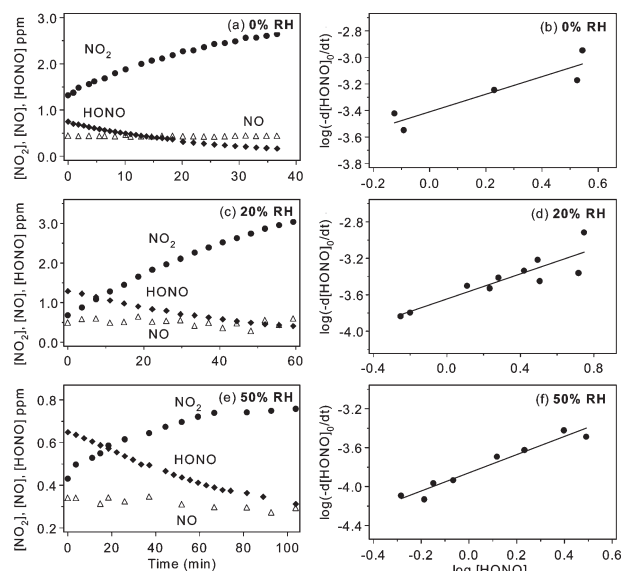 [NO2], [NO], [HONO] ppm
3.0
2.0
1.0
0.0
(a) 0% RH
NO2
HONO
NO
0
10
20
30
40
log(-d[HONO]0/dt)
-2.8
-3.0
-3.2
-3.4
-3.6
-3.8
(b) 0% RH
-0.2
0.0
0.2
0.4
0.6
[NO2], [NO], [HONO] ppm
3.0
2.0
1.0
0.0
(c) 20% RH
NO2
HONO
NO
0
20
40
60
log(-d[HONO]0/dt)
-2.8
-3.2
-3.6
-4.0
(d) 20% RH
-0.4
0.0
0.4
0.8
[NO2], [NO], [HONO] ppm
0.8
0.6
0.4
0.2
(e) 50% RH
NO2
HONO
NO
0
20
40
60
80
100
Time (min)
log(-d[HONO]0/dt)
-3.2
-3.6
-4.0
-4.4
(f) 50% RH
-0.4
-0.2
0.0
0.2
0.4
0.6
log [HONO]